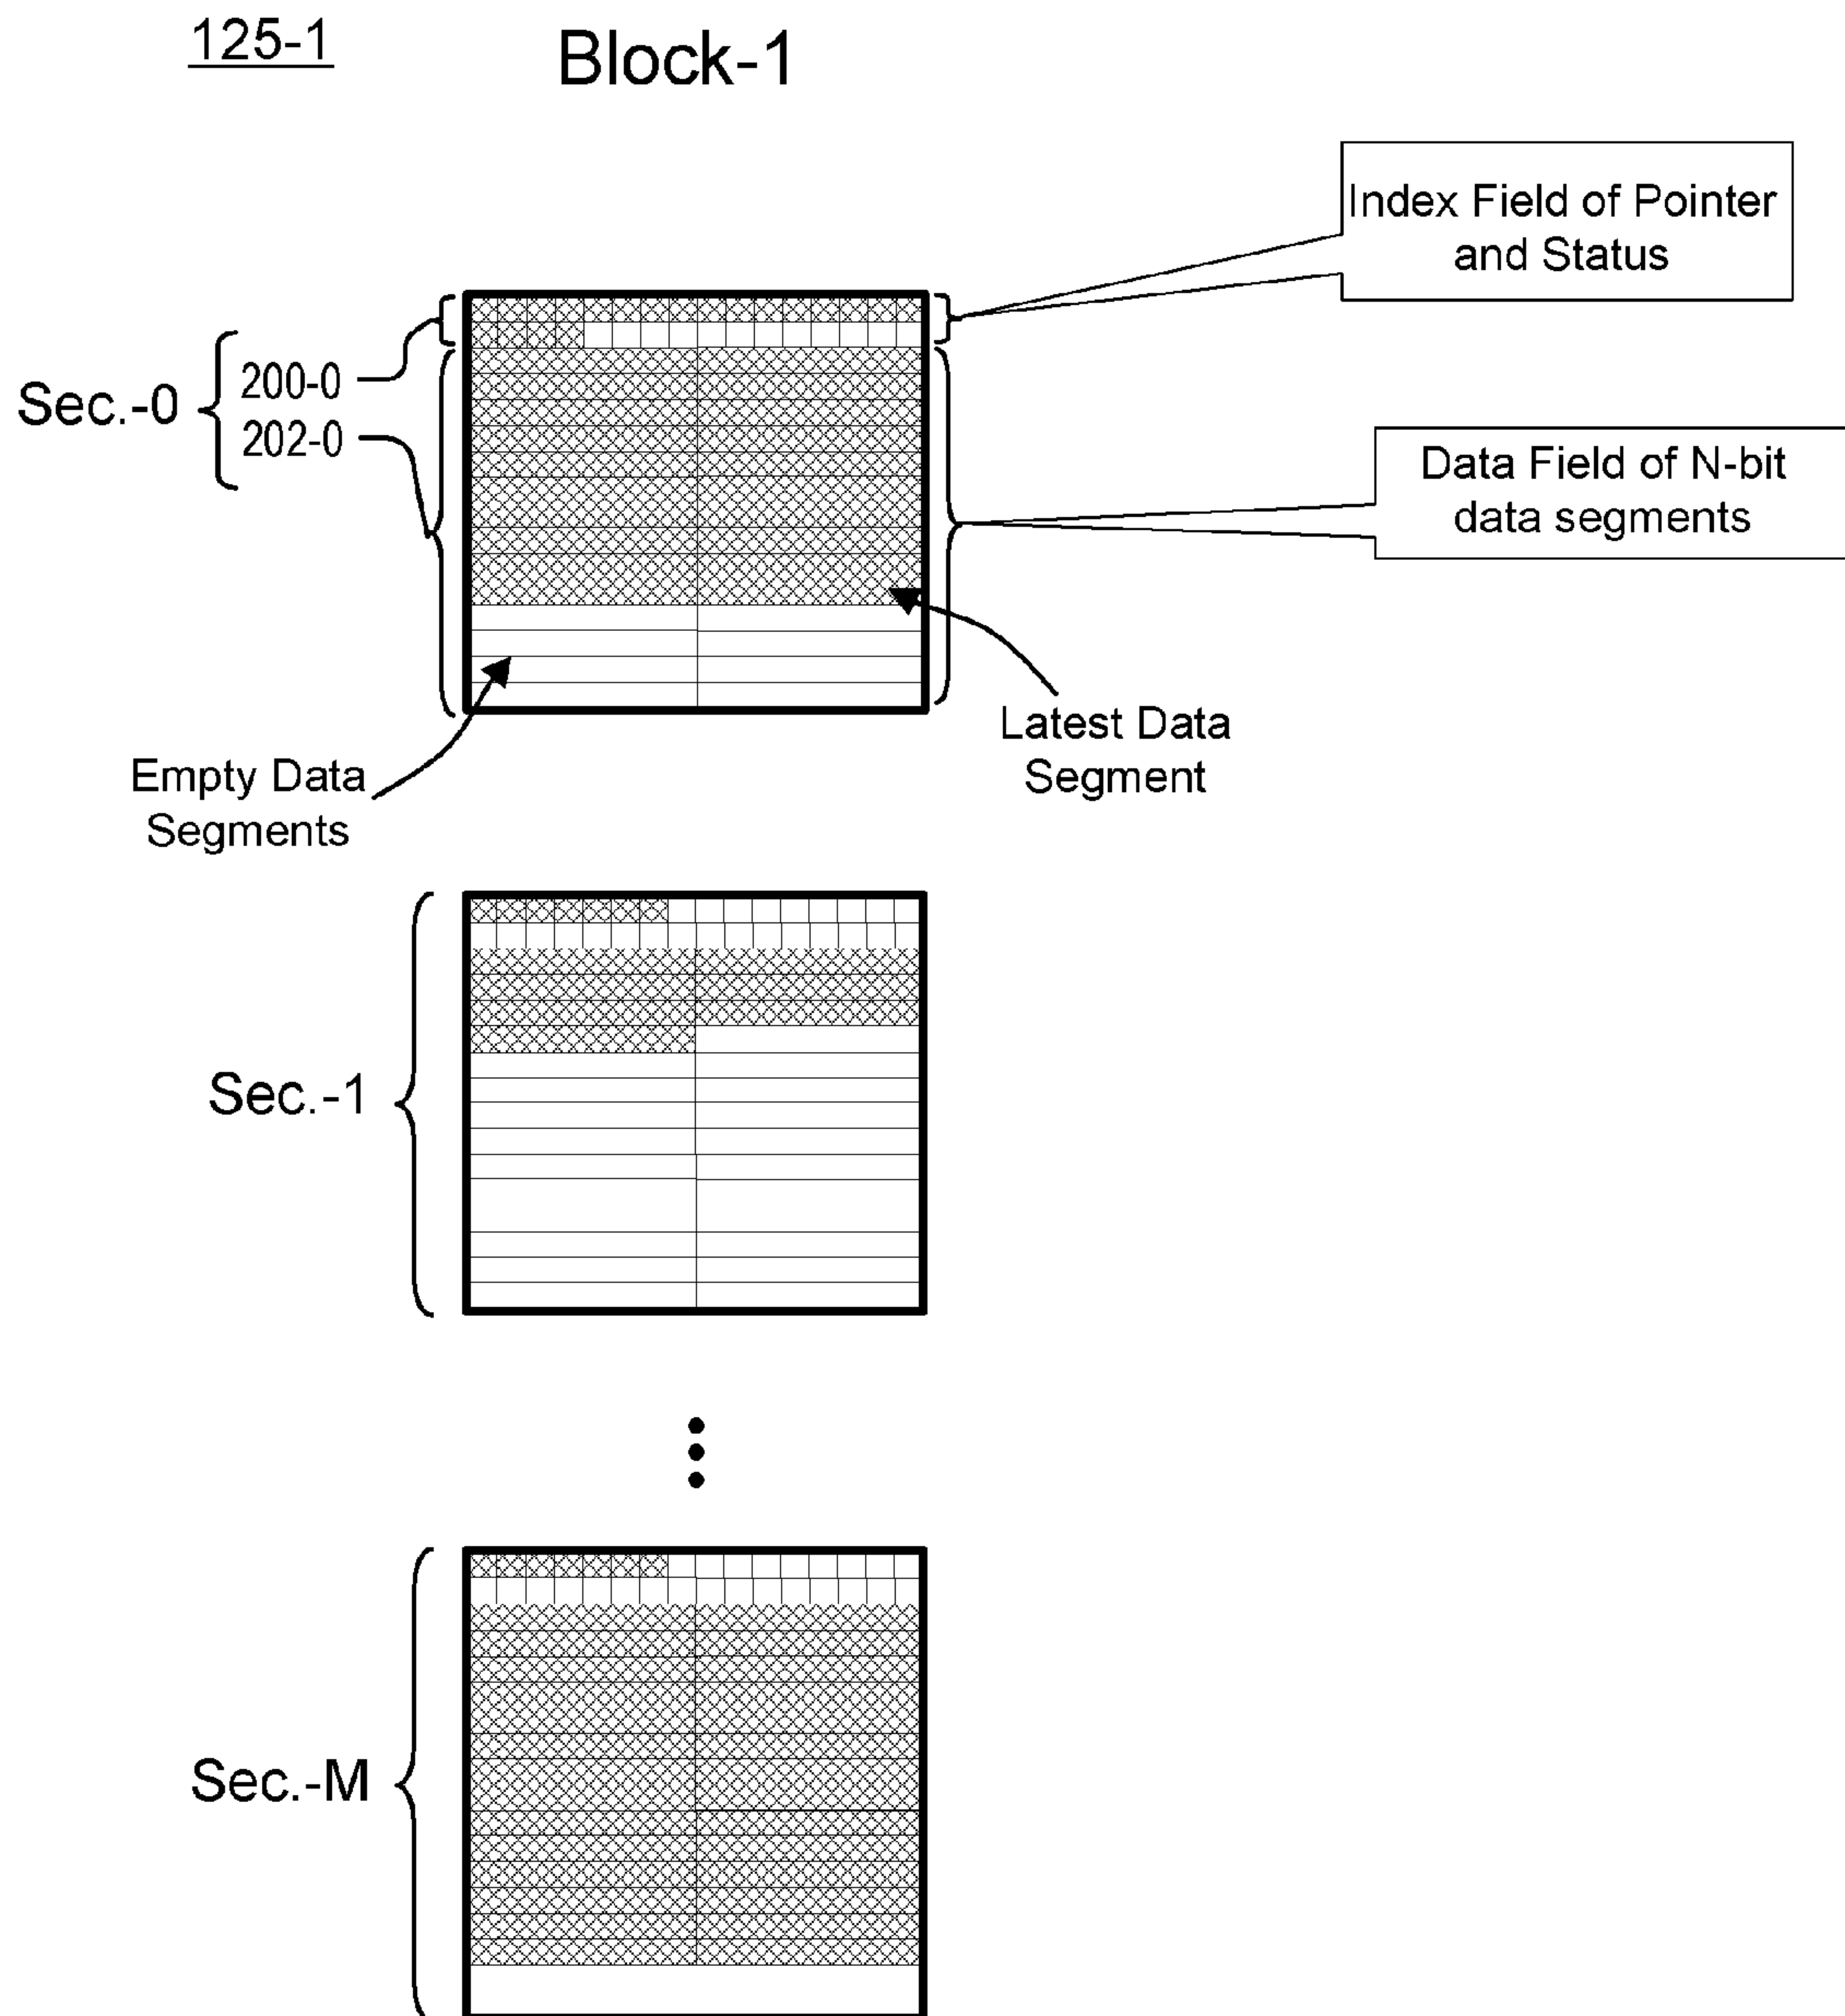 125-1
Block-1
Index Field of Pointer
and Status
Sec.-0
200-0
202-0
Data Field of N-bit
data segments
Latest Data
Segment
Empty Data
Segments
Sec.-1
Sec.-M